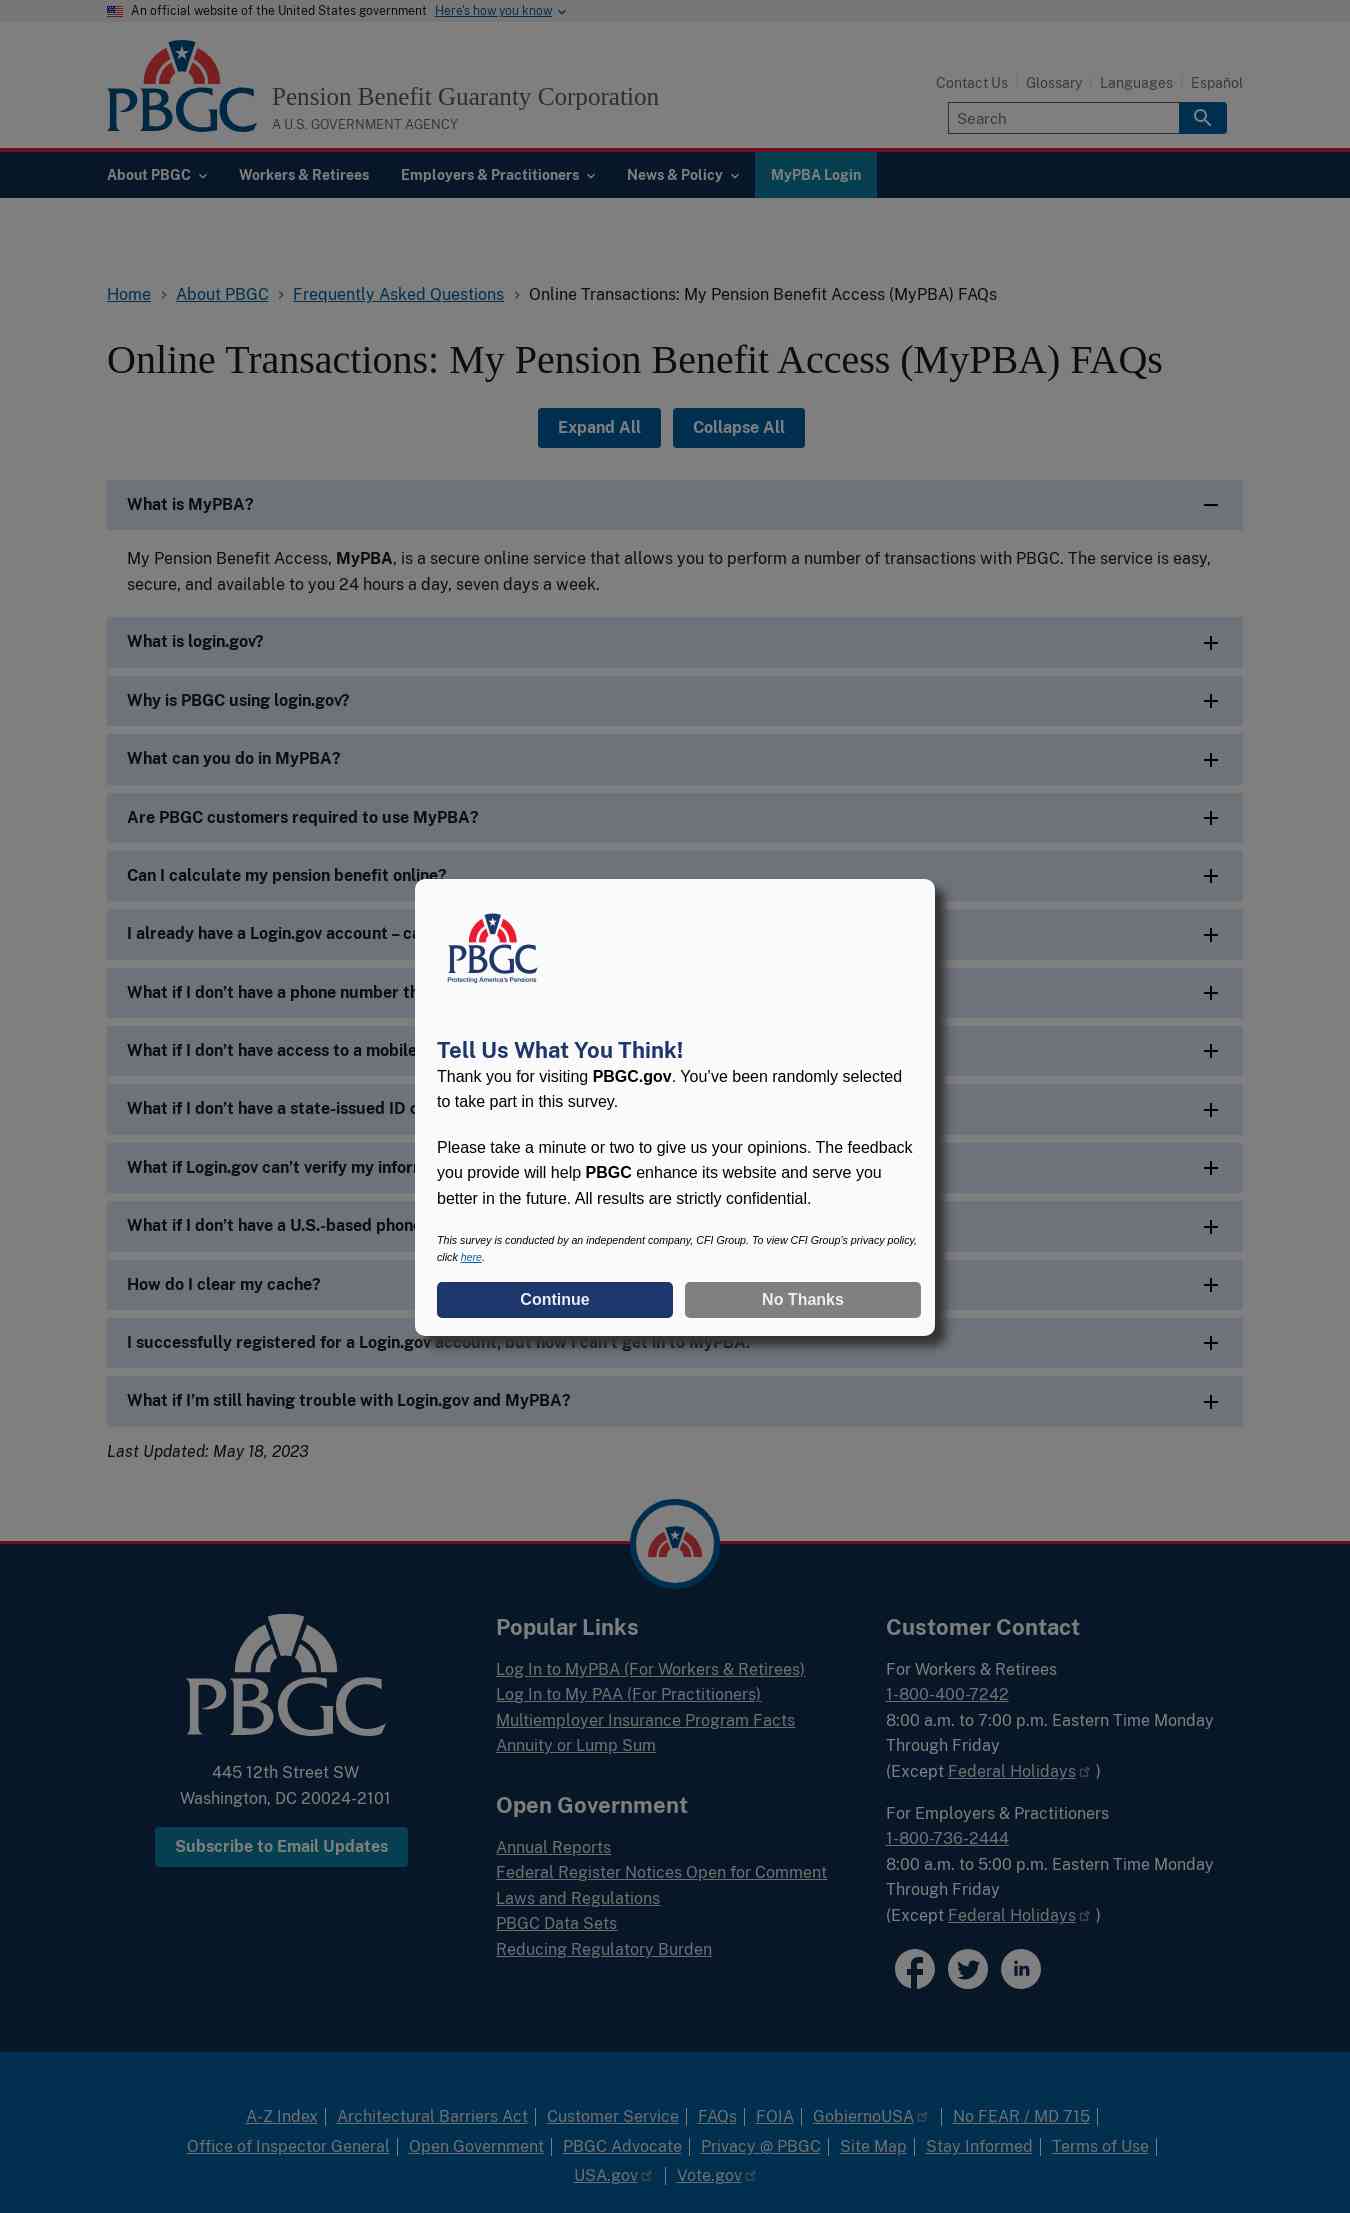 An official website of the United States government Here's how you know
PBGC
Pension Benefit Guaranty Corporation
A U.S. GOVERNMENT AGENCY
Contact Us Glossary Languages Español
Search
About PBGC Workers & Retirees Employers & Practitioners News & Policy MyPBA Login
Home About PBGC Frequently Asked Questions Online Transactions: My Pension Benefit Access (MyPBA) FAQs
Online Transactions: My Pension Benefit Access (MyPBA) FAQs
Expand All Collapse All
What is MyPBA?
My Pension Benefit Access, MyPBA, is a secure online service that allows you to perform a number of transactions with PBGC. The service is easy,
secure, and available to you 24 hours a day, seven days a week.
What is login.gov?
Why is PBGC using login.gov?
What can you do in MyPBA?
Are PBGC customers required to use MyPBA?
Can I calculate my pension benefit online?
I already have a Login.gov account –
What if I don’t have a phone number
What if I don’t have access to a mobile
What if I don’t have a state-issued ID
What if Login.gov can’t verify my
What if I don’t have a U.S.-based
How do I clear my cache?
I successfully registered for a Login.gov account, but now I can’t get in to MyPBA.
What if I’m still having trouble with Login.gov and MyPBA?
Last Updated: May 18, 2023
PBGC
Protecting America's Pensions
Tell Us What You Think!
Thank you for visiting PBGC.gov. You've been randomly selected
to take part in this survey.
Please take a minute or two to give us your opinions. The feedback
you provide will help PBGC enhance its website and serve you
better in the future. All results are strictly confidential.
This survey is conducted by an independent company, CFI Group. To view CFI Group's privacy policy,
click here.
Continue No Thanks
PBGC
445 12th Street SW
Washington, DC 20024-2101
Subscribe to Email Updates
Popular Links
Log In to MyPBA (For Workers & Retirees)
Log In to My PAA (For Practitioners)
Multiemployer Insurance Program Facts
Annuity or Lump Sum
Open Government
Annual Reports
Federal Register Notices Open for Comment
Laws and Regulations
PBGC Data Sets
Reducing Regulatory Burden
Customer Contact
For Workers & Retirees
1-800-400-7242
8:00 a.m. to 7:00 p.m. Eastern Time Monday
Through Friday
(Except Federal Holidays )
For Employers & Practitioners
1-800-736-2444
8:00 a.m. to 5:00 p.m. Eastern Time Monday
Through Friday
(Except Federal Holidays )
in
A-Z Index Architectural Barriers Act Customer Service FAQs FOIA GobiernoUSA No FEAR / MD 715
Office of Inspector General Open Government PBGC Advocate Privacy @ PBGC Site Map Stay Informed Terms of Use
USA.gov Vote.gov